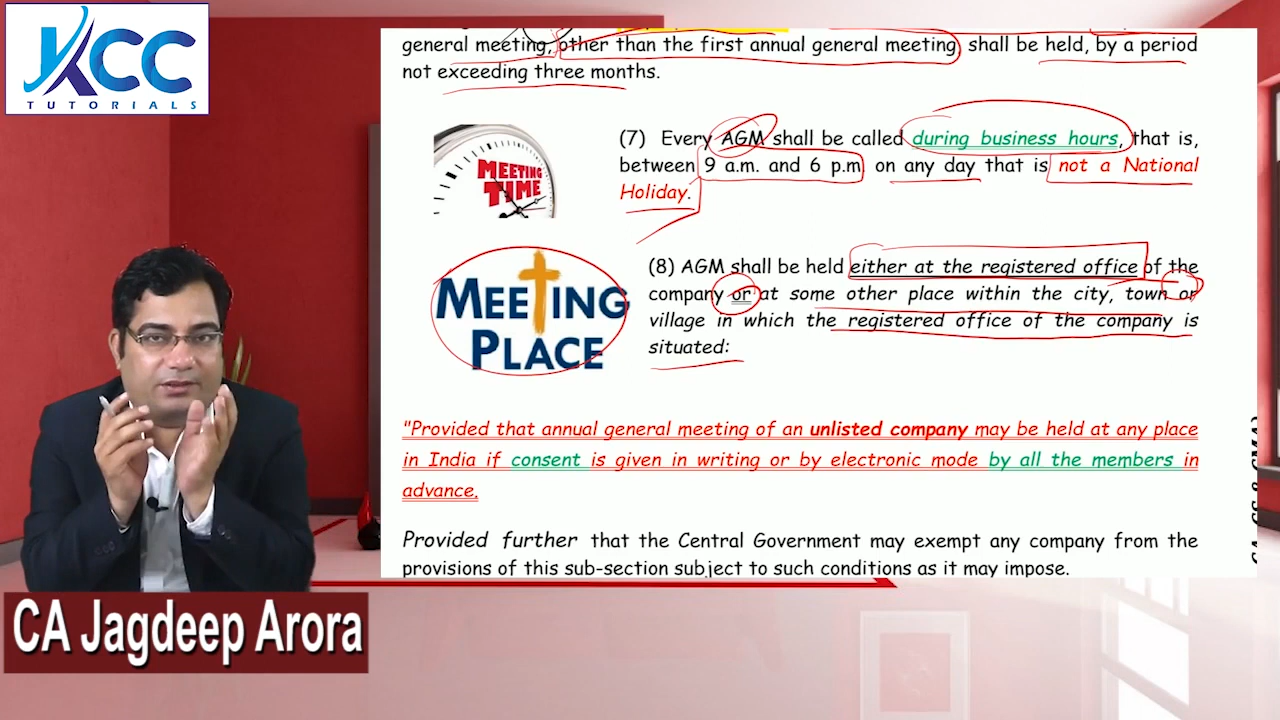 JKCC
TUTORIALS
general meeting, other than the first annual general meeting, shall be held, by a period
not exceeding three months.
MEETING
TIME
(7) Every AGM shall be called during business hours, that is,
between 9 a.m. and 6 p.m on any day that is not a National
Holiday.
MEETING
PLACE
(8) AGM shall be held either at the registered office of the
company or at some other place within the city, town or
village in which the registered office of the company is
situated:
"Provided that annual general meeting of an unlisted company may be held at any place
in India if consent is given in writing or by electronic mode by all the members in
advance.
Provided further that the Central Government may exempt any company from the
provisions of this sub-section subject to such conditions as it may impose.
CA Jagdeep Arora